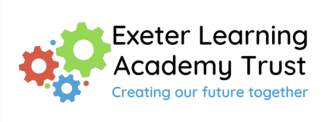 Exeter Learning
Academy Trust
Creating our future together